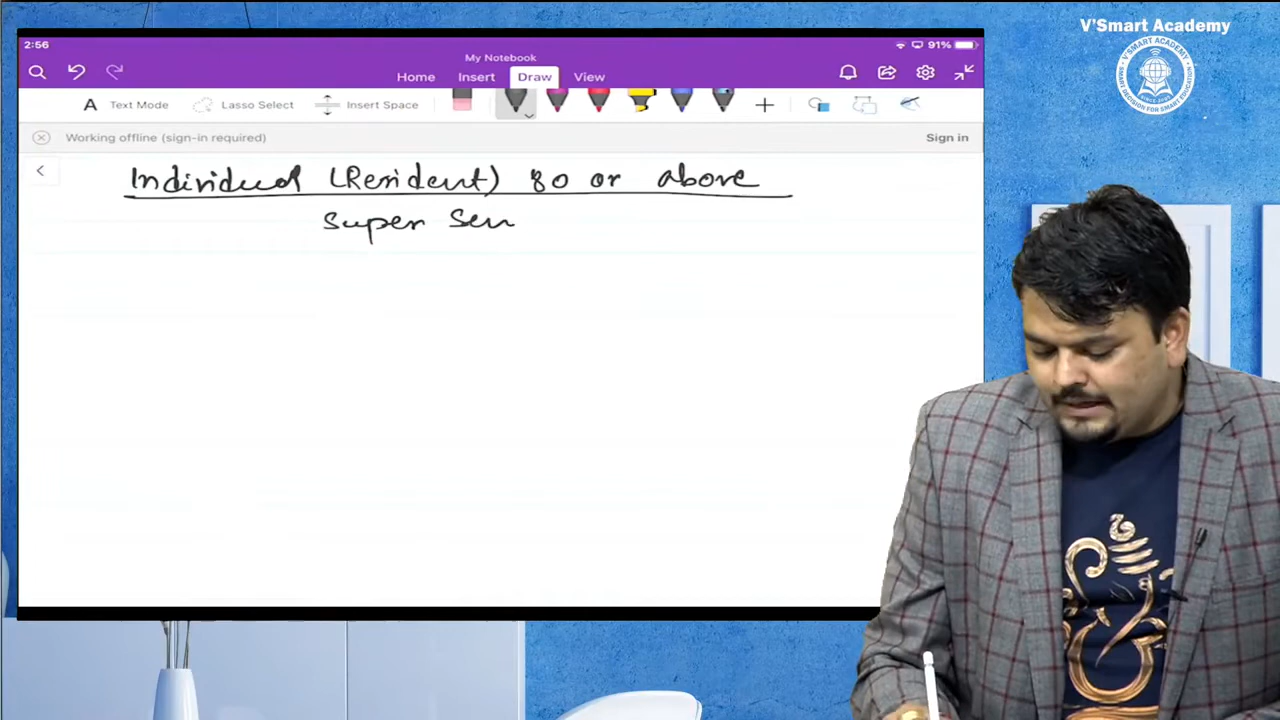 V'Smart Academy
2:56
91%
My Notebook
Home Insert Draw View
A Text Mode Lasso Select Insert Space
Working offline (sign-in required) Sign in
Individual (Resident) 80 or above
Super Sen